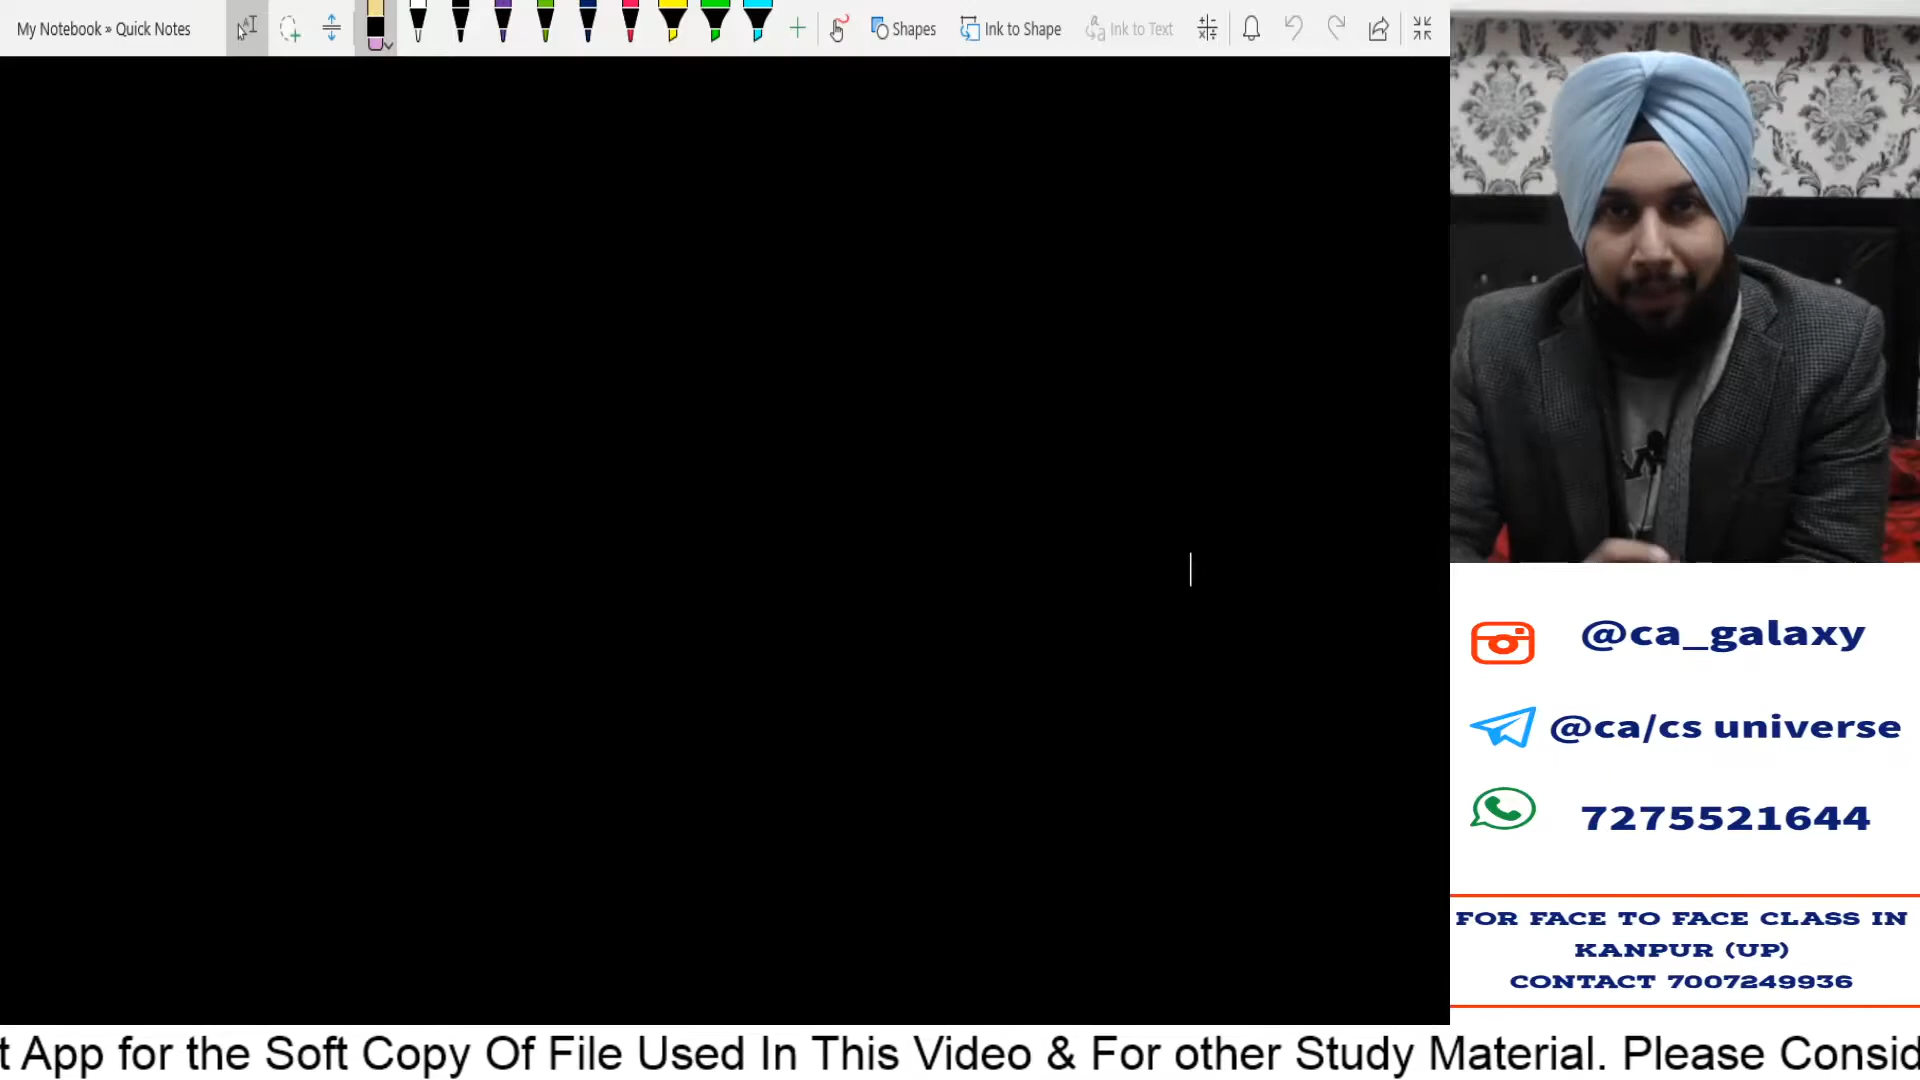 My Notebook » Quick Notes
Shapes
Ink to Shape
Ink to Text
@ca_galaxy
@ca/cs universe
7275521644
FOR FACE TO FACE CLASS IN
KANPUR (UP)
CONTACT 7007249936
t App for the Soft Copy Of File Used In This Video & For other Study Material. Please Consid